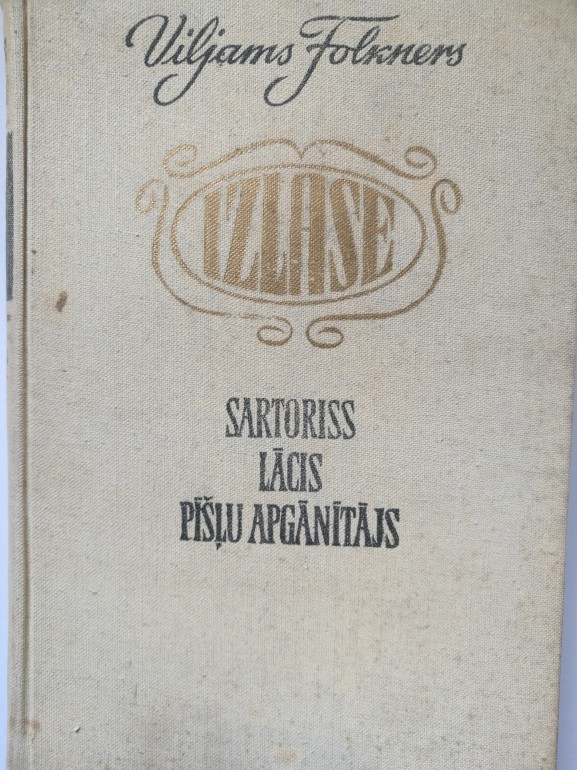 Viljams Folkners
IZLASE
SARTORISS
LĀCIS
PĪŠĻU APGĀNĪTĀJS